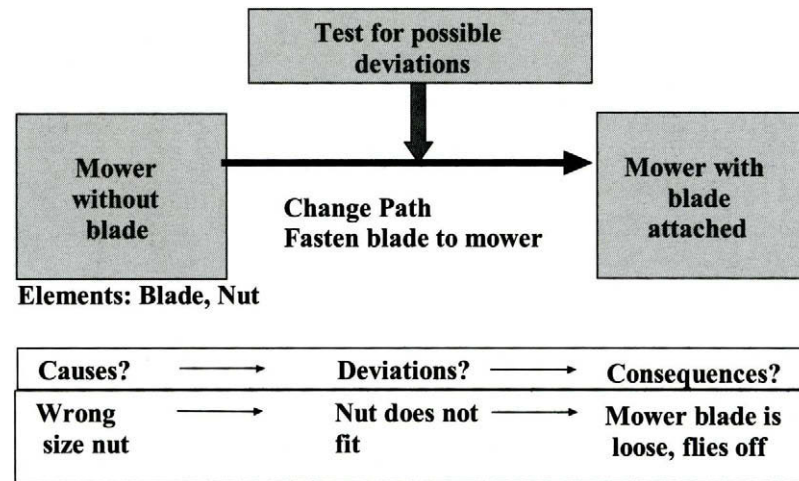 Test for possible
deviations
Mower
without
blade
Change Path
Fasten blade to mower
Mower with
blade
attached
Elements: Blade, Nut
Causes? Deviations? Consequences?
Wrong
size nut
Nut does not
fit
Mower blade is
loose, flies off